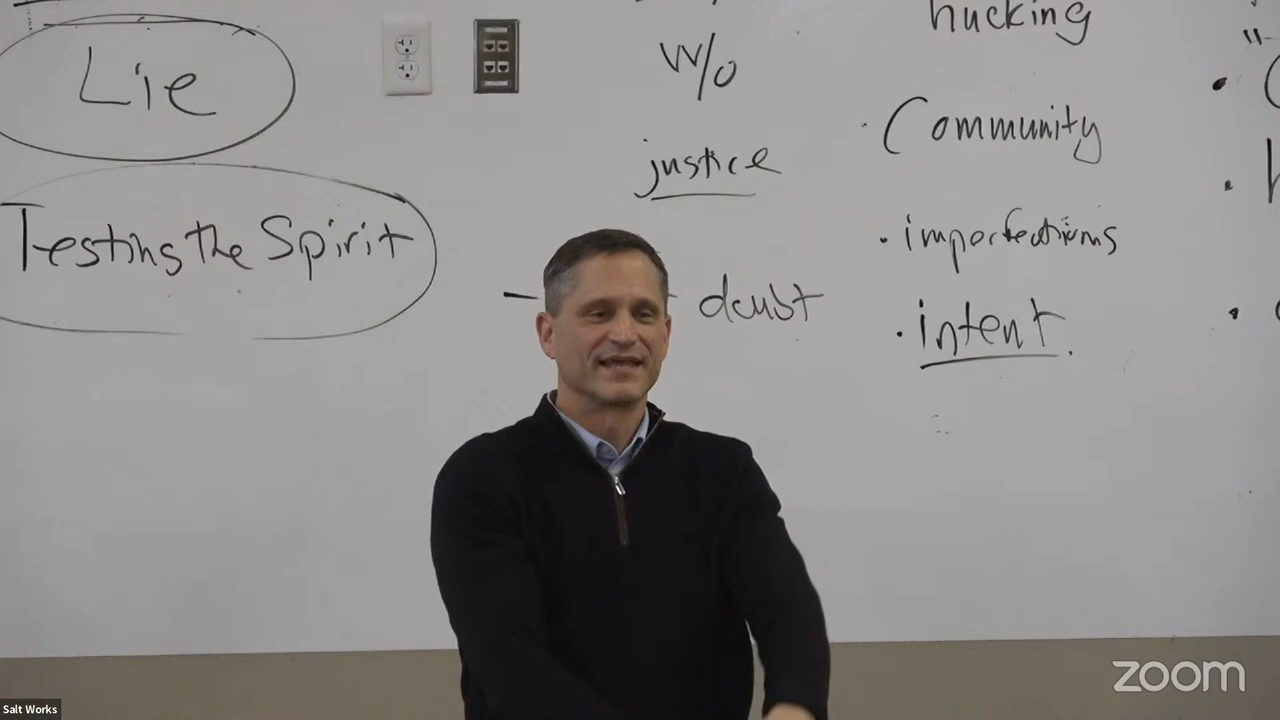 Lie
Testing the Spirit
w/o
justice
- doubt
hucking
Community
• imperfections
• intent.
Salt Works
zoom